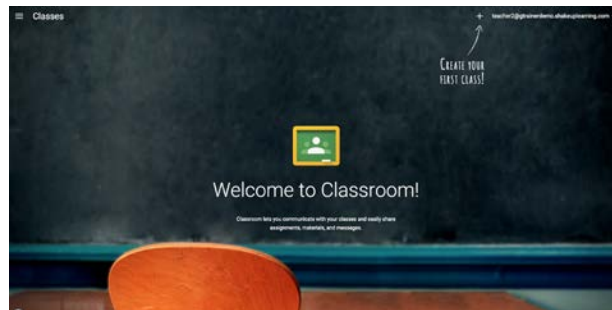 Classes
+ teacher2@gtrainerdemo.shakeuplearning.com
CREATE YOUR
FIRST CLASS!
Welcome to Classroom!
Classroom lets you communicate with your classes and easily share
assignments, materials, and messages.